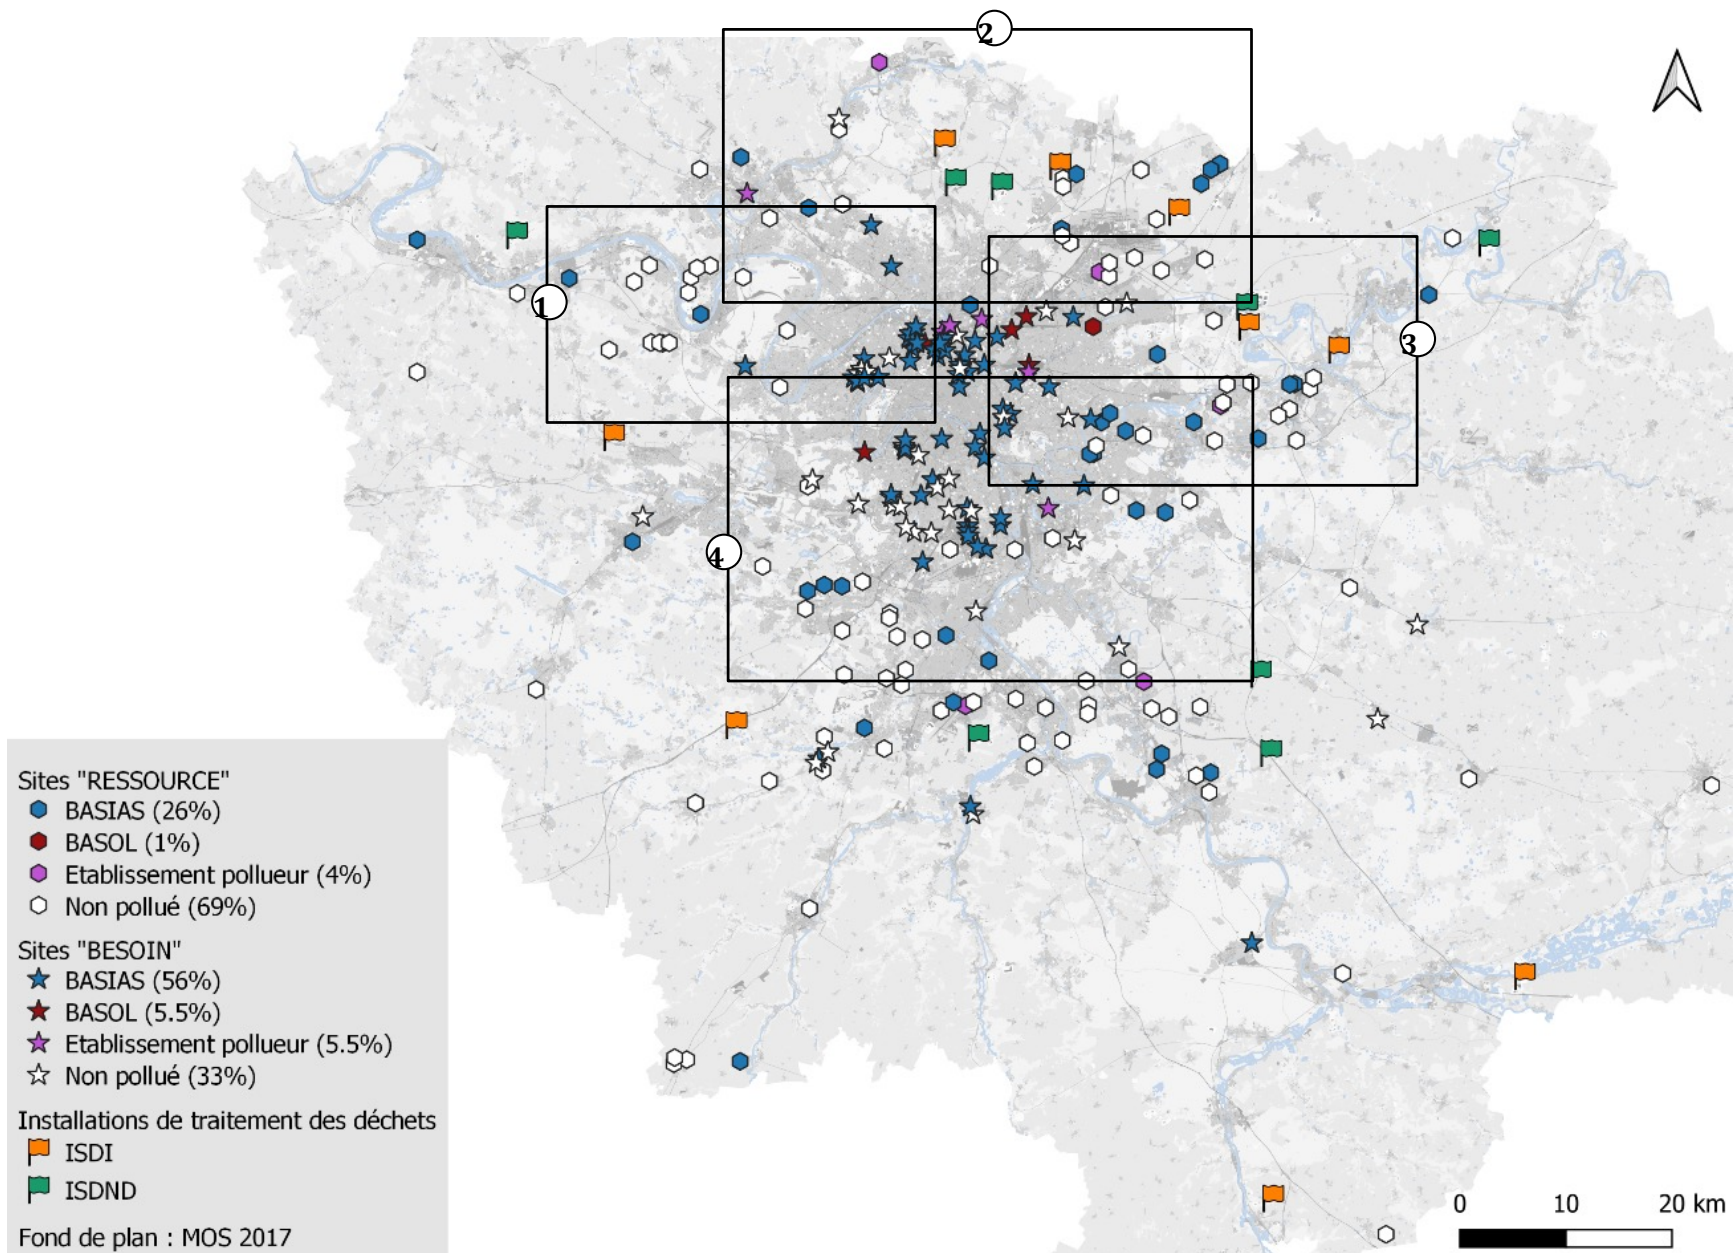 2
1
3
4
Sites "RESSOURCE"
BASIAS (26%)
BASOL (1%)
Etablissement pollueur (4%)
Non pollué (69%)
Sites "BESOIN"
BASIAS (56%)
BASOL (5.5%)
Etablissement pollueur (5.5%)
Non pollué (33%)
Installations de traitement des déchets
ISDI
ISDND
Fond de plan : MOS 2017
0 10 20 km